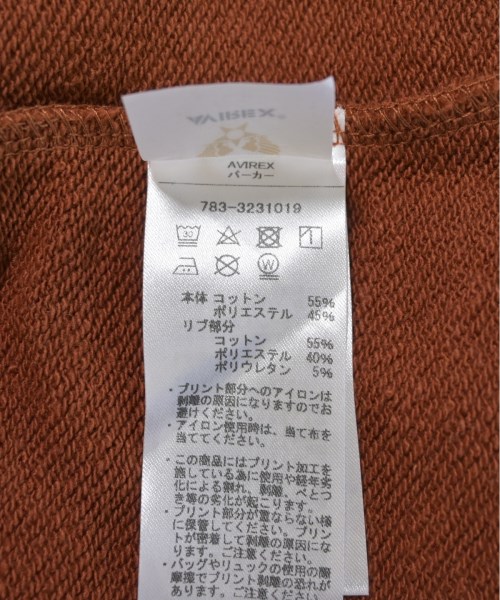 AVIREX
AVIREX
パーカー
783-3231019
30
本体 コットン 55%
ポリエステル 45%
リブ部分
コットン 55%
ポリエステル 40%
ポリウレタン 5%
・プリント部分へのアイロンは
剥離の原因になりますのでお
避けください。
・アイロン使用時は、当て布を
当ててください。
・この商品にはプリント加工を
施している為に使用や経年劣
化による割れ、剥離、べとつ
き等の劣化が起こります。
・プリント部分が重ならない様
に保管してください。プリン
トが密着して剥離の原因にな
ります。ご注意ください。
・バッグやリュックの使用の際
摩擦でプリント剥離の恐れが
あります。ご注意ください。